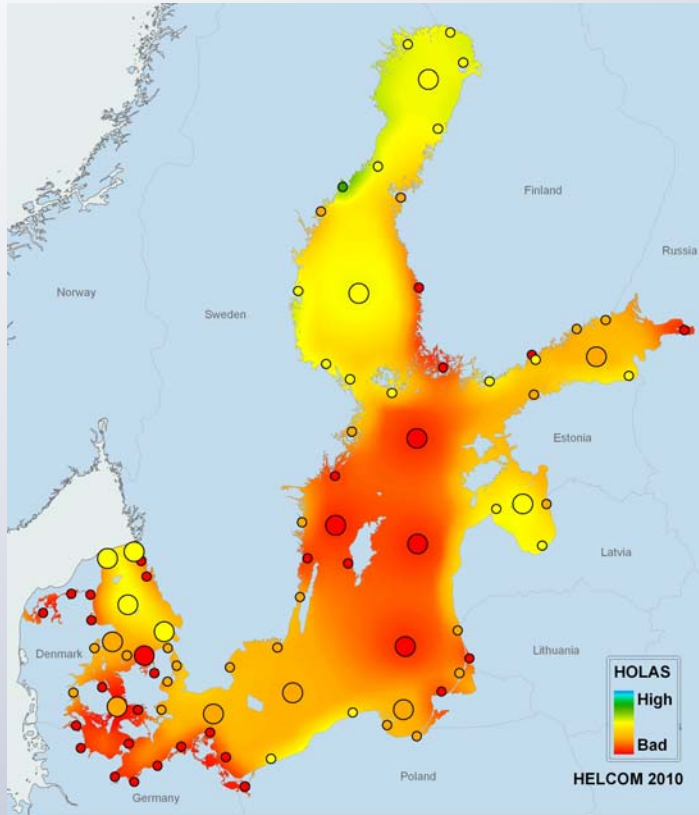 Finland
Russia
Norway
Sweden
Estonia
Latvia
Denmark
Lithuania
HOLAS
High
Bad
HELCOM 2010
Poland
Germany